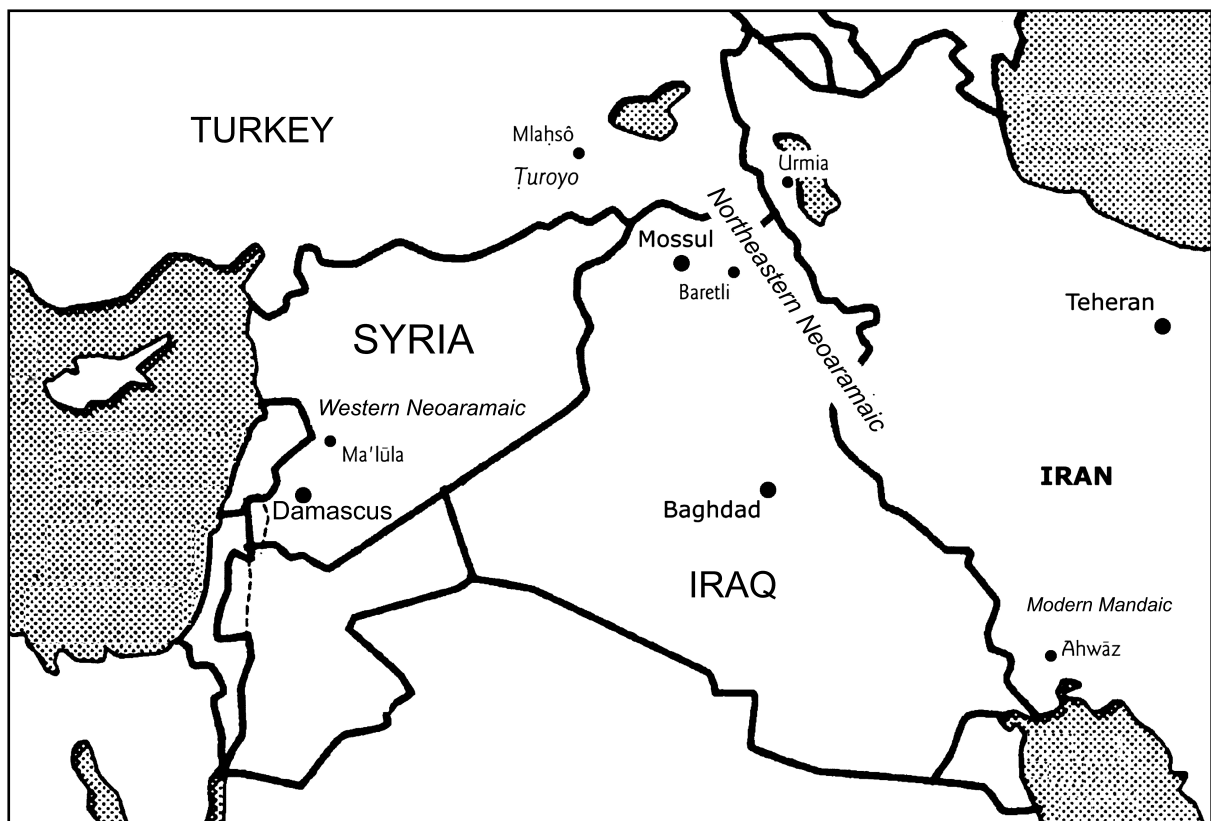 TURKEY
Mlaḥsô
Ṭuroyo
Urmia
Northeastern Neoaramaic
Mossul
Baretli
Teheran
SYRIA
Western Neoaramaic
Ma'lūla
Damascus
Baghdad
IRAN
IRAQ
Modern Mandaic
Ahwāz